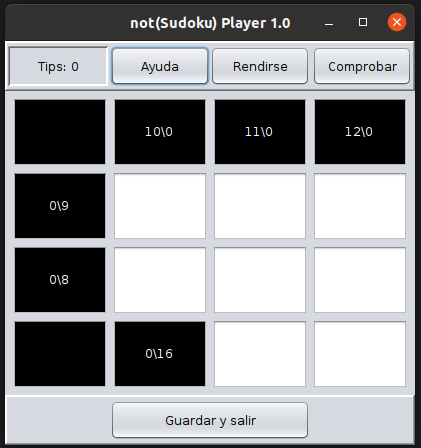 not(Sudoku) Player 1.0
Tips: 0 Ayuda Rendirse Comprobar
10\0 11\0 12\0
0\9
0\8
0\16
Guardar y salir